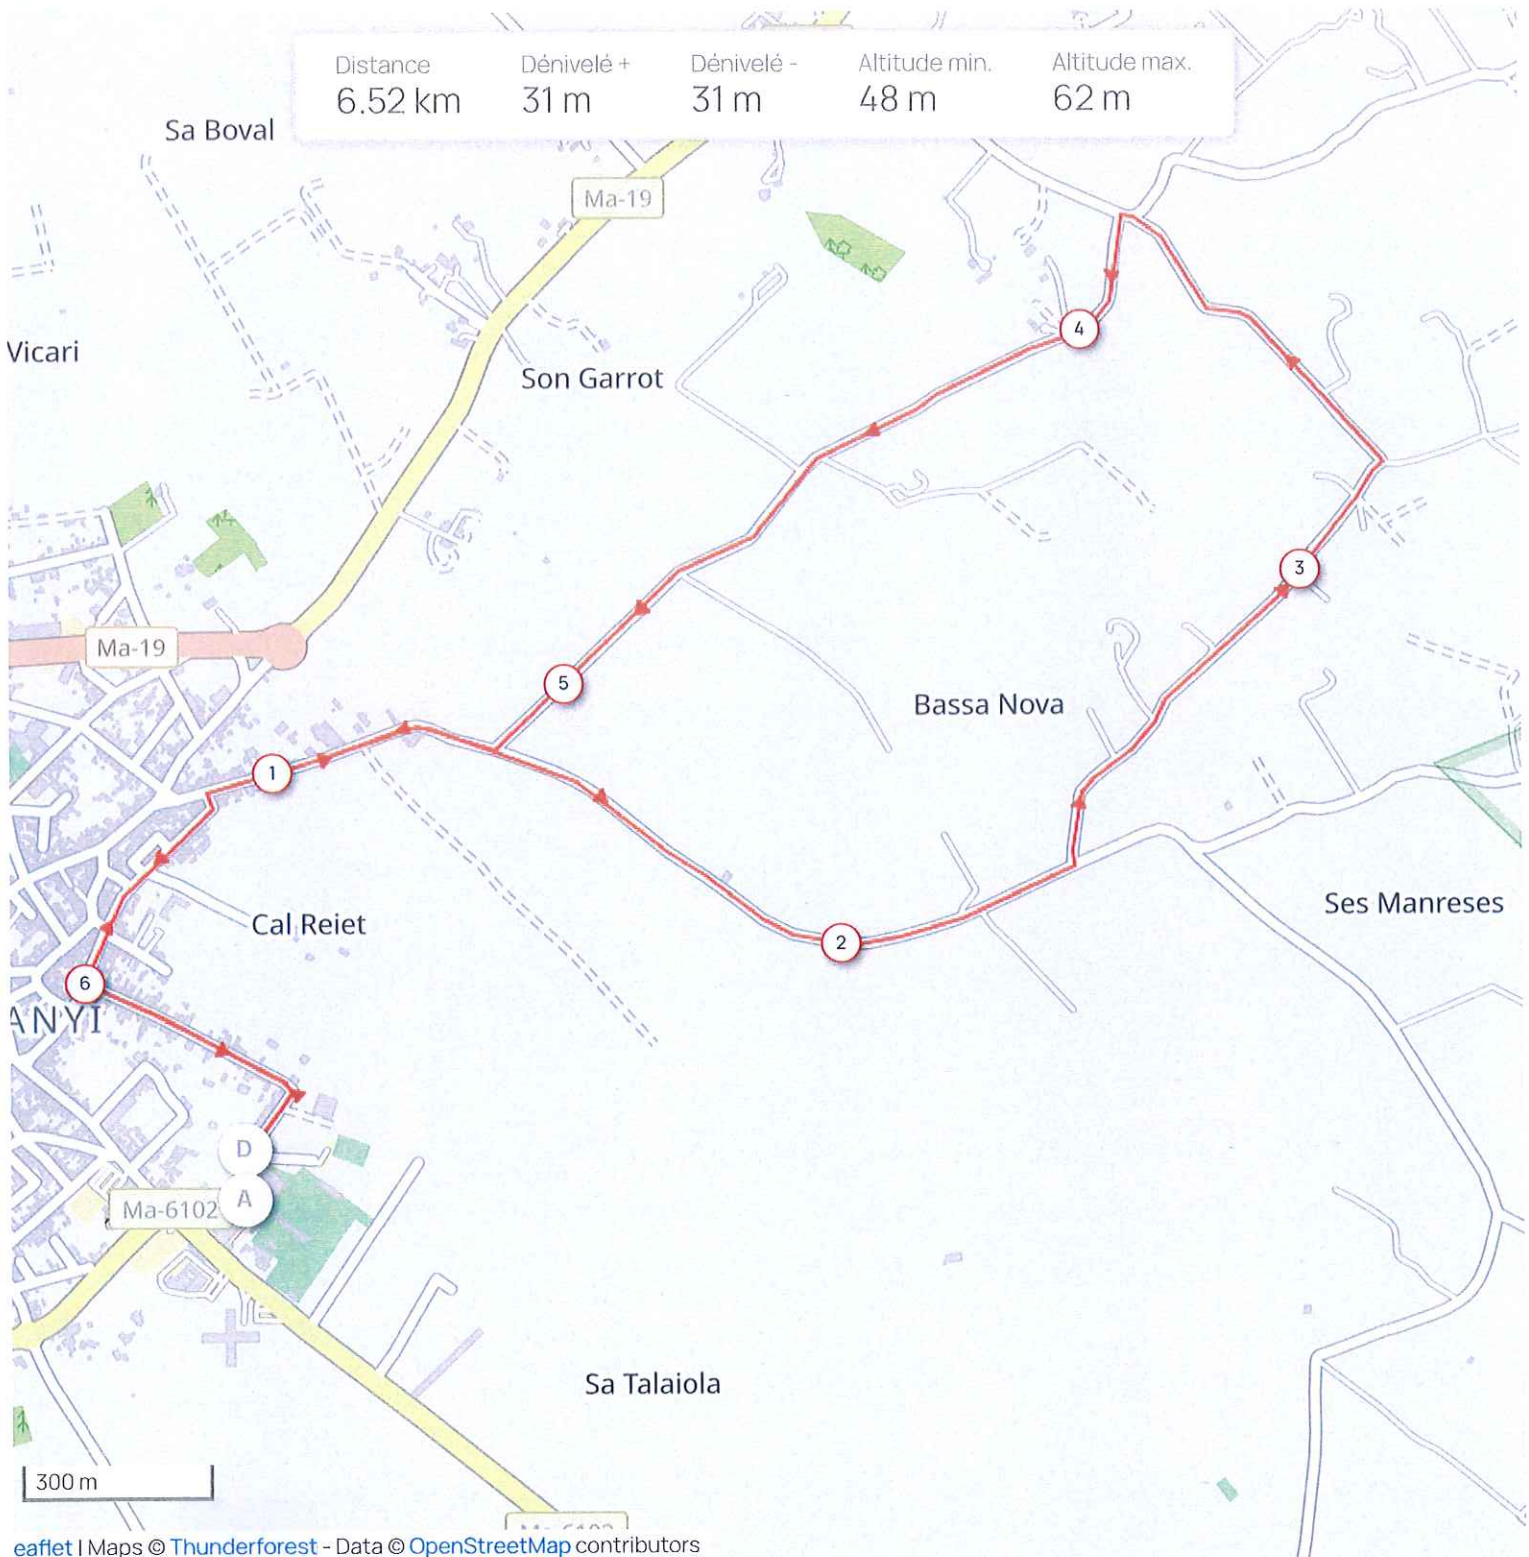 Distance
6.52 km
Dénivelé +
31 m
Dénivelé -
31 m
Altitude min.
48 m
Altitude max.
62 m
Sa Boval
Ma-19
Vicari
Son Garrot
4
3
Ma-19
5
Bassa Nova
1
2
Ses Manreses
Cal Reiet
6
ANYI
D
A
Ma-6102
Sa Talaiola
300 m
eaflet | Maps © Thunderforest - Data © OpenStreetMap contributors